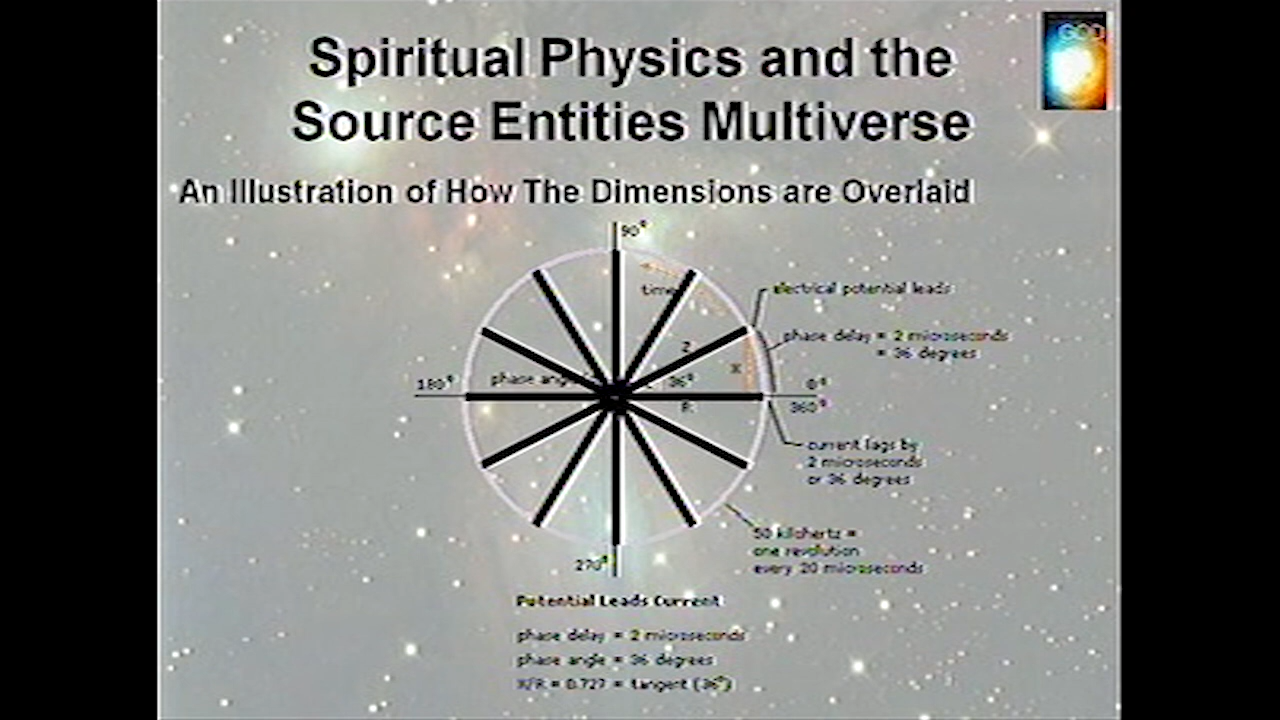 Spiritual Physics and the
Source Entities Multiverse
GOD
An Illustration of How The Dimensions are Overlaid
90°
time
electrical potential leads
phase delay = 2 microseconds
= 36 degrees
Z
X
180°
phase angle
36°
0°
R
360°
current lags by
2 microseconds
or 36 degrees
50 kilohertz =
one revolution
every 20 microseconds
270°
Potential Leads Current
phase delay = 2 microseconds
phase angle = 36 degrees
X/R = 0.727 = tangent (36°)